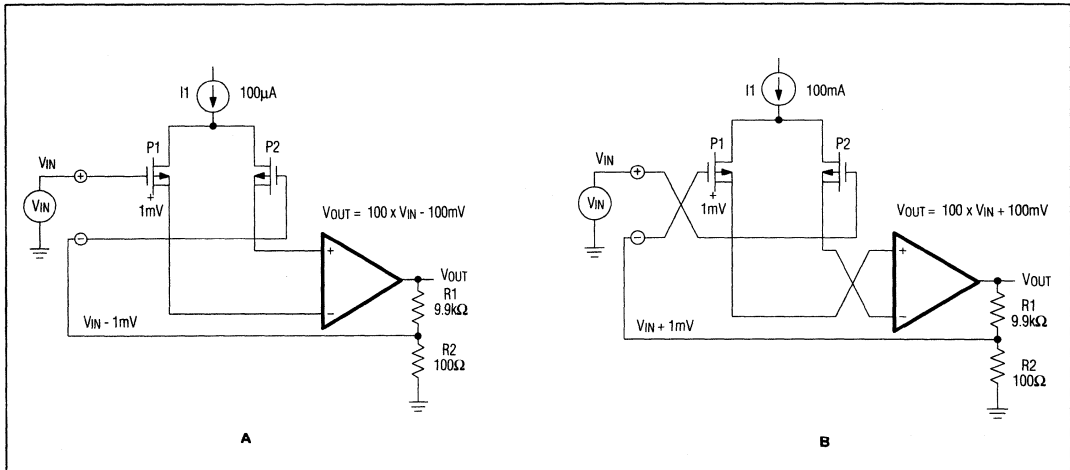 I1 100µA
P1 P2
VIN
+
VIN
+
1mV
VOUT = 100 x VIN - 100mV
−
+
VOUT
−
R1
9.9kΩ
VIN - 1mV
R2
100Ω
A
I1 100mA
P1 P2
VIN
+
VIN
+
1mV
VOUT = 100 x VIN + 100mV
−
+
VOUT
−
R1
9.9kΩ
VIN + 1mV
R2
100Ω
B